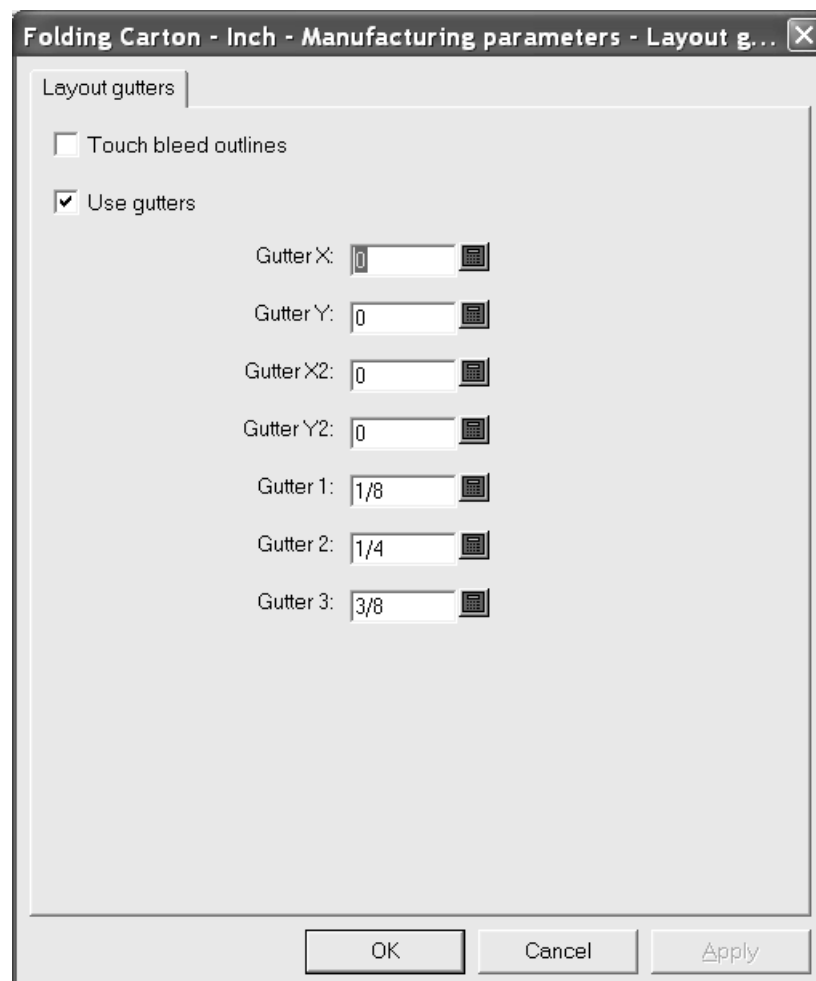 Folding Carton - Inch - Manufacturing parameters - Layout g...
Layout gutters
Touch bleed outlines
Use gutters
Gutter X: 0
Gutter Y: 0
Gutter X2: 0
Gutter Y2: 0
Gutter 1: 1/8
Gutter 2: 1/4
Gutter 3: 3/8
OK Cancel Apply